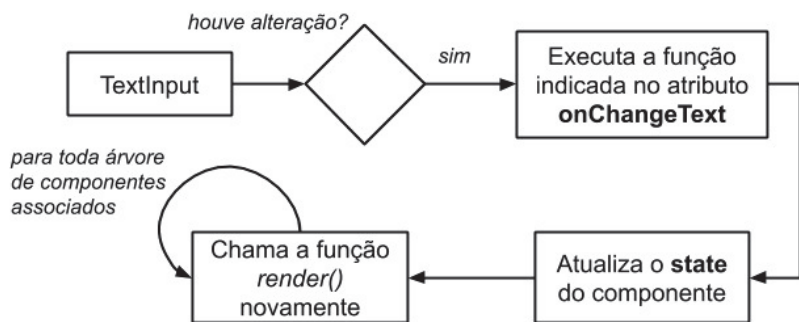 houve alteração?
TextInput
sim
Executa a função
indicada no atributo
onChangeText
para toda árvore
de componentes
associados
Chama a função
render()
novamente
Atualiza o state
do componente